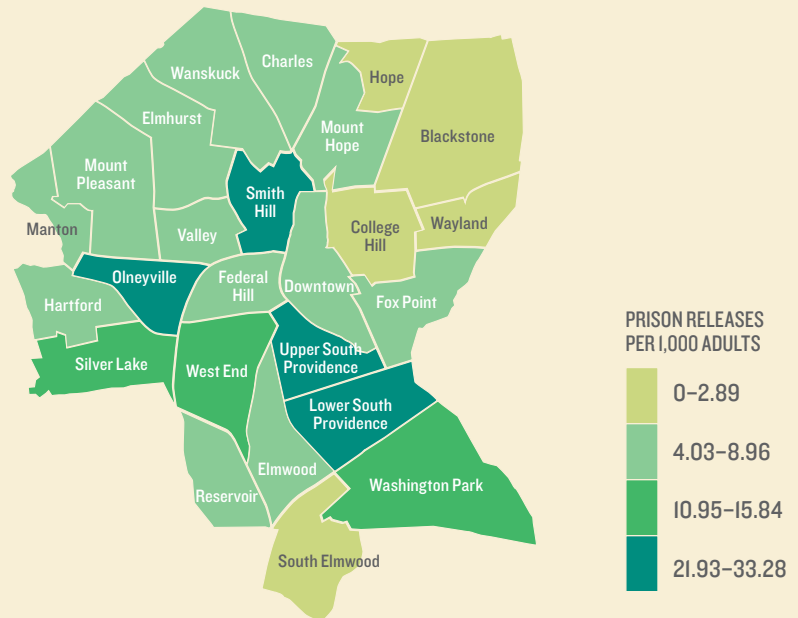 Charles
Wanskuck
Hope
Elmhurst
Mount
Hope
Blackstone
Mount
Pleasant
Smith
Hill
Manton
Valley
College
Hill
Wayland
Olneyville
Federal
Hill
Downtown
Hartford
Fox Point
Silver Lake
West End
Upper South
Providence
Lower South
Providence
Elmwood
Reservoir
Washington Park
South Elmwood
PRISON RELEASES
PER 1,000 ADULTS
0–2.89
4.03–8.96
10.95–15.84
21.93–33.28